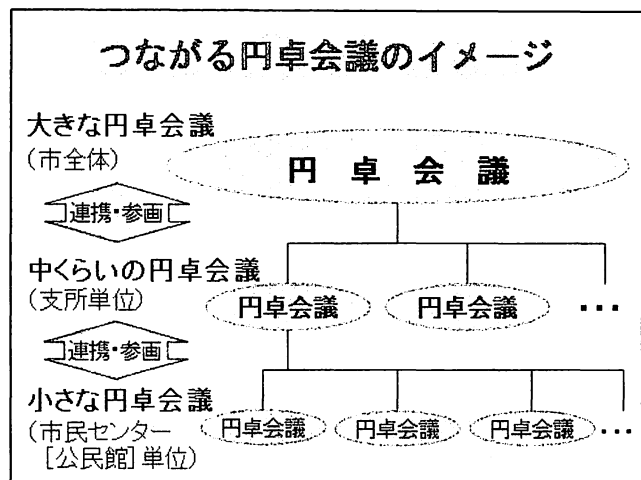 つながる円卓会議のイメージ
大きな円卓会議
(市全体)
円卓会議
連携・参画
中くらいの円卓会議
(支所単位)
円卓会議
円卓会議
・・・
連携・参画
小さな円卓会議
(市民センター
[公民館]単位)
円卓会議
円卓会議
円卓会議
・・・